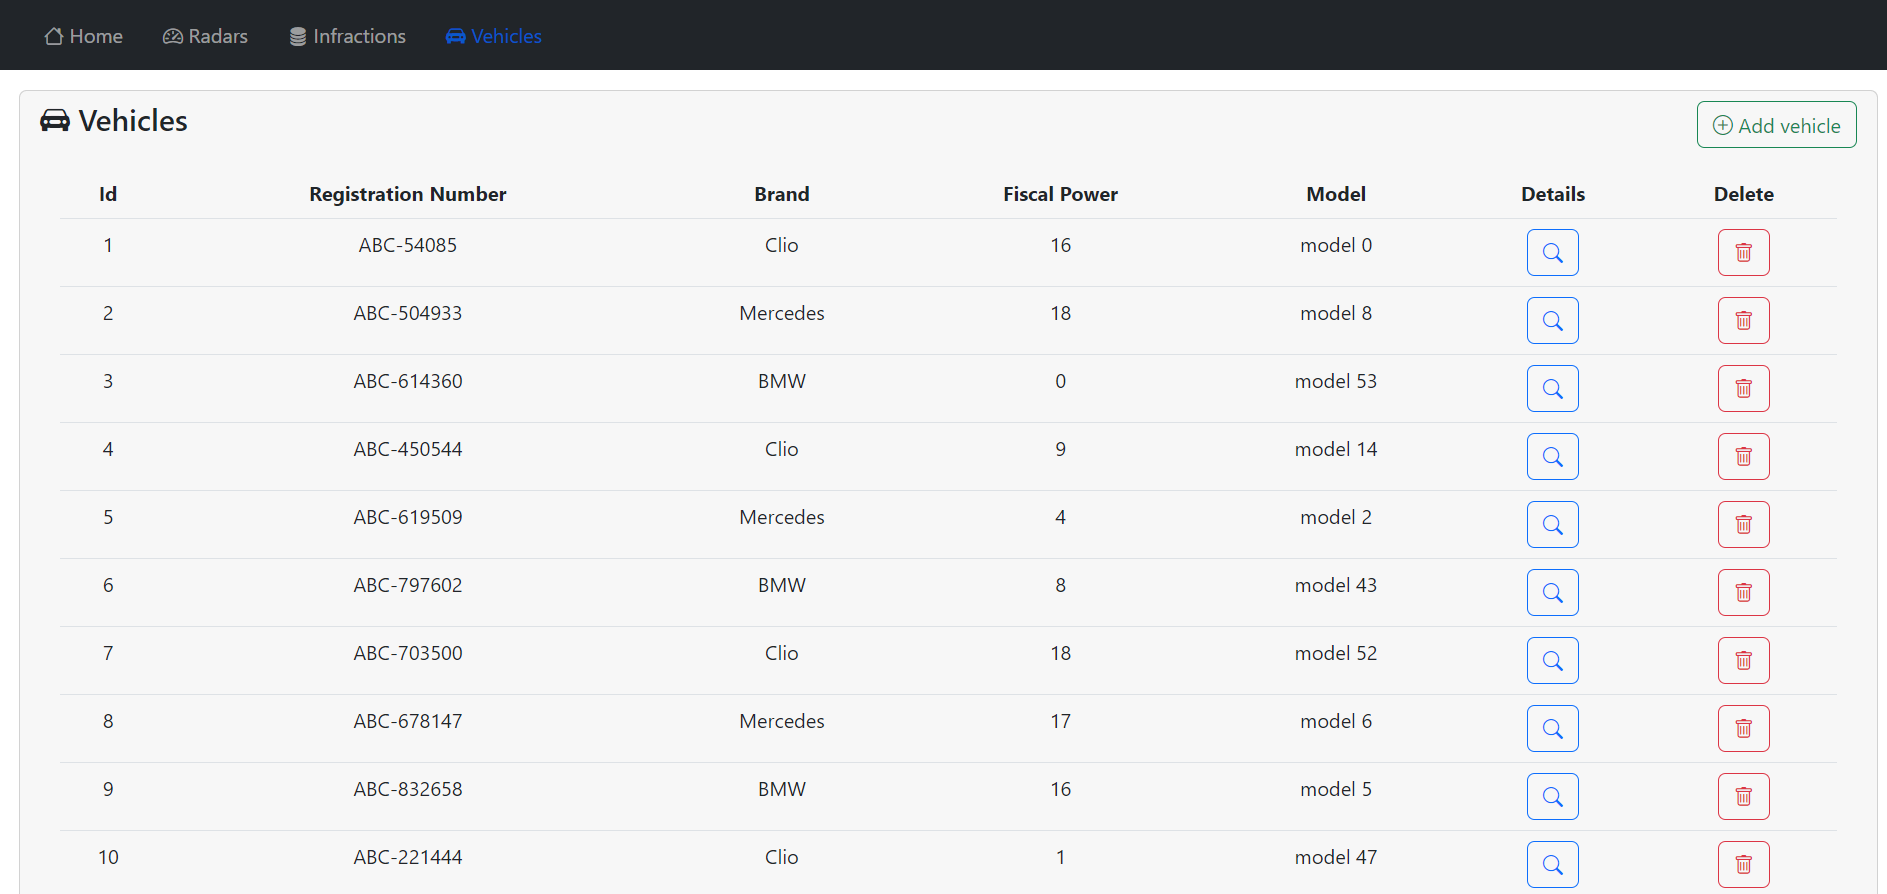 Home Radars Infractions Vehicles
Vehicles
Add vehicle
Id Registration Number Brand Fiscal Power Model Details Delete
1 ABC-54085 Clio 16 model 0
2 ABC-504933 Mercedes 18 model 8
3 ABC-614360 BMW 0 model 53
4 ABC-450544 Clio 9 model 14
5 ABC-619509 Mercedes 4 model 2
6 ABC-797602 BMW 8 model 43
7 ABC-703500 Clio 18 model 52
8 ABC-678147 Mercedes 17 model 6
9 ABC-832658 BMW 16 model 5
10 ABC-221444 Clio 1 model 47